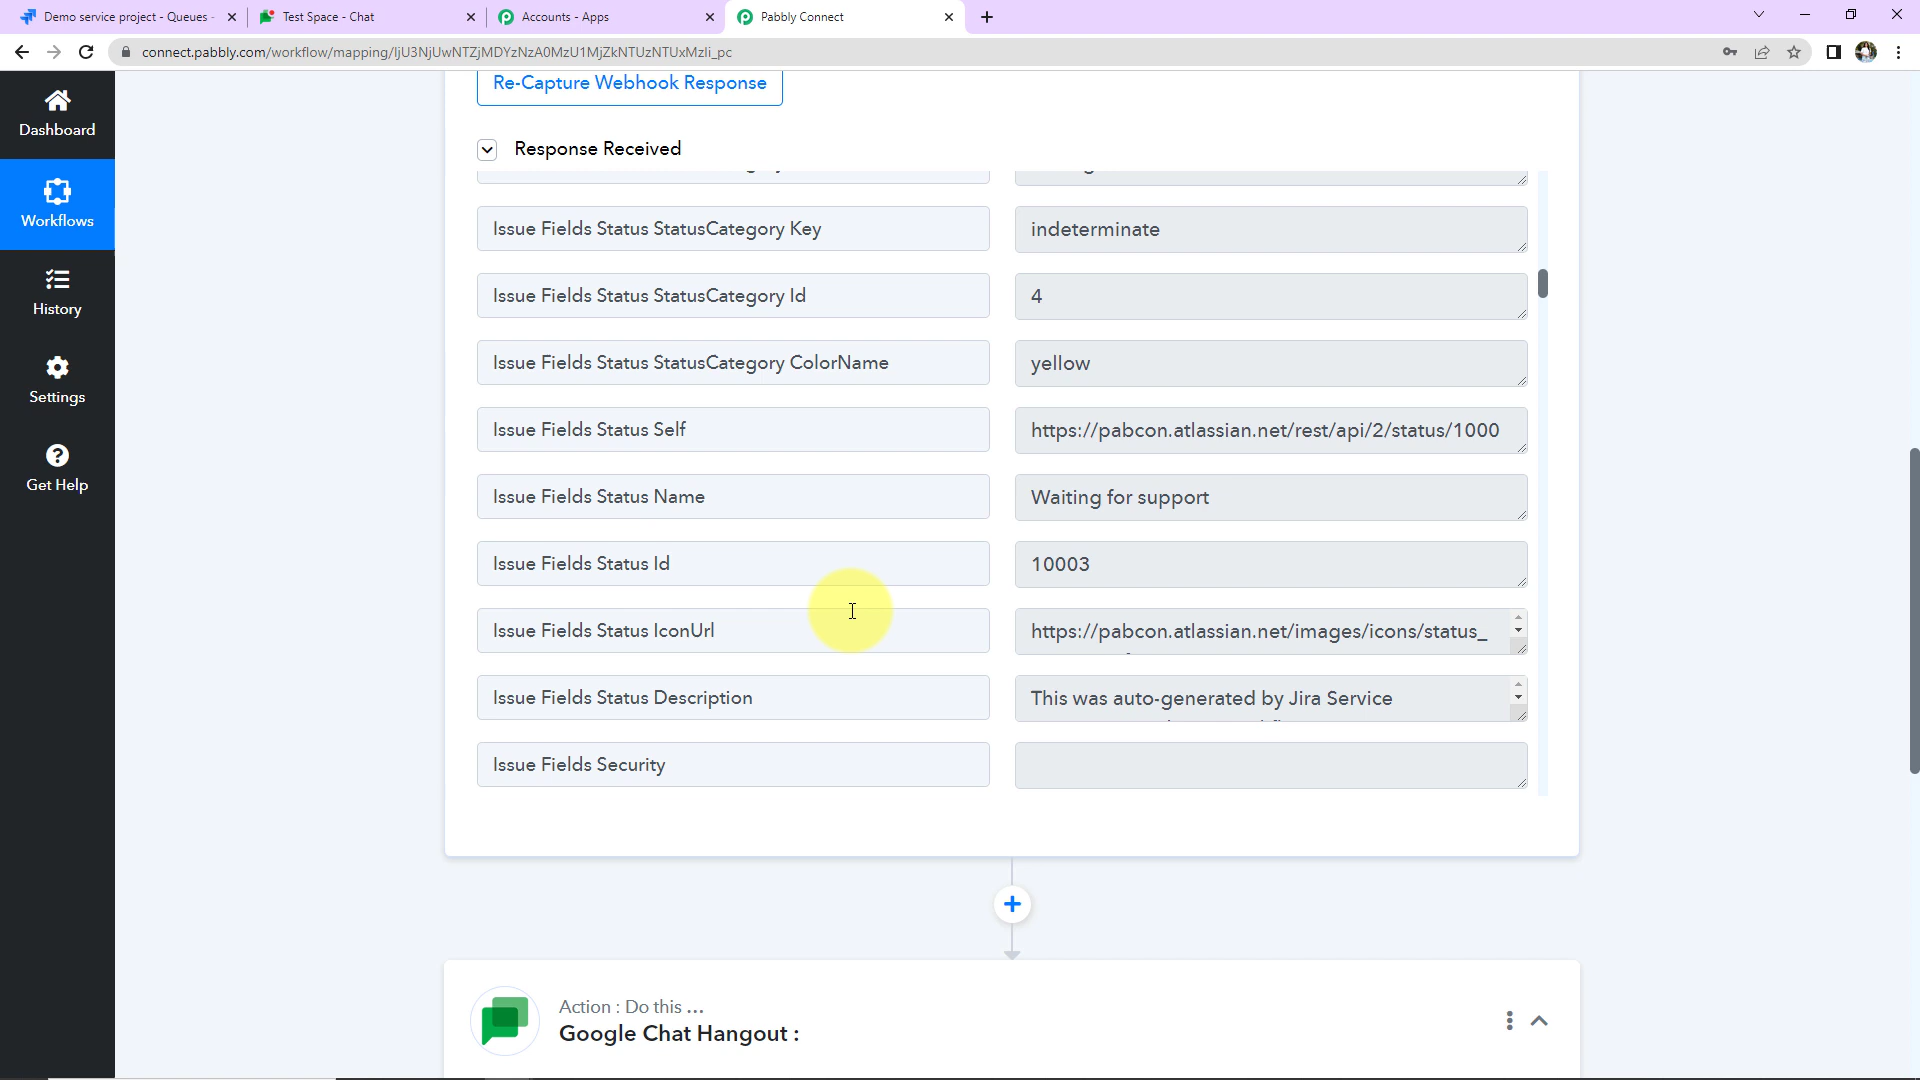 Demo service project - Queues -
Test Space - Chat
Accounts - Apps
Pabbly Connect
connect.pabbly.com/workflow/mapping/IjU3NjUwNTZjMDYzNzA0MzU1MjZkNTUzNTUxMzIi_pc
Dashboard
Workflows
History
Settings
Get Help
Re-Capture Webhook Response
Response Received
Issue Fields Status StatusCategory Key
indeterminate
Issue Fields Status StatusCategory Id
4
Issue Fields Status StatusCategory ColorName
yellow
Issue Fields Status Self
https://pabcon.atlassian.net/rest/api/2/status/1000
Issue Fields Status Name
Waiting for support
Issue Fields Status Id
10003
Issue Fields Status IconUrl
https://pabcon.atlassian.net/images/icons/status_
Issue Fields Status Description
This was auto-generated by Jira Service
Issue Fields Security
Action : Do this ...
Google Chat Hangout :